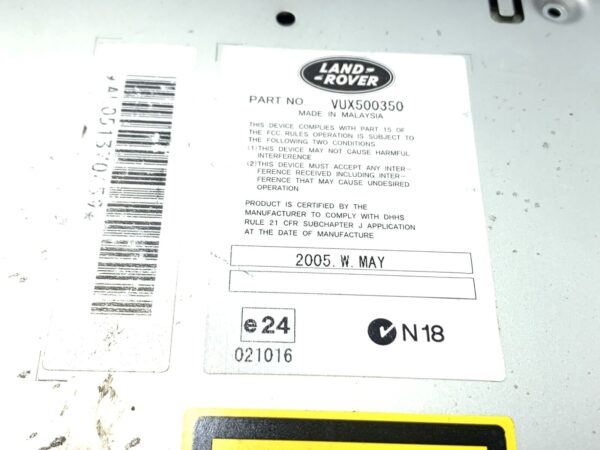 LAND-
-ROVER
PART NO. VUX500350
MADE IN MALAYSIA
THIS DEVICE COMPLIES WITH PART 15 OF
THE FCC RULES OPERATION IS SUBJECT TO
THE FOLLOWING TWO CONDITIONS.
(1)THIS DEVICE MAY NOT CAUSE HARMFUL
INTERFERENCE
(2)THIS DEVICE MUST ACCEPT ANY INTER-
FERENCE RECEIVED INCLUDING INTER-
FERENCE THAT MAY CAUSE UNDESIRED
OPERATION
PRODUCT IS CERTIFIED BY THE
MANUFACTURER TO COMPLY WITH DHHS
RULE 21 CFR SUBCHAPTER J APPLICATION
AT THE DATE OF MANUFACTURE
2005. W. MAY
e24
021016
N18